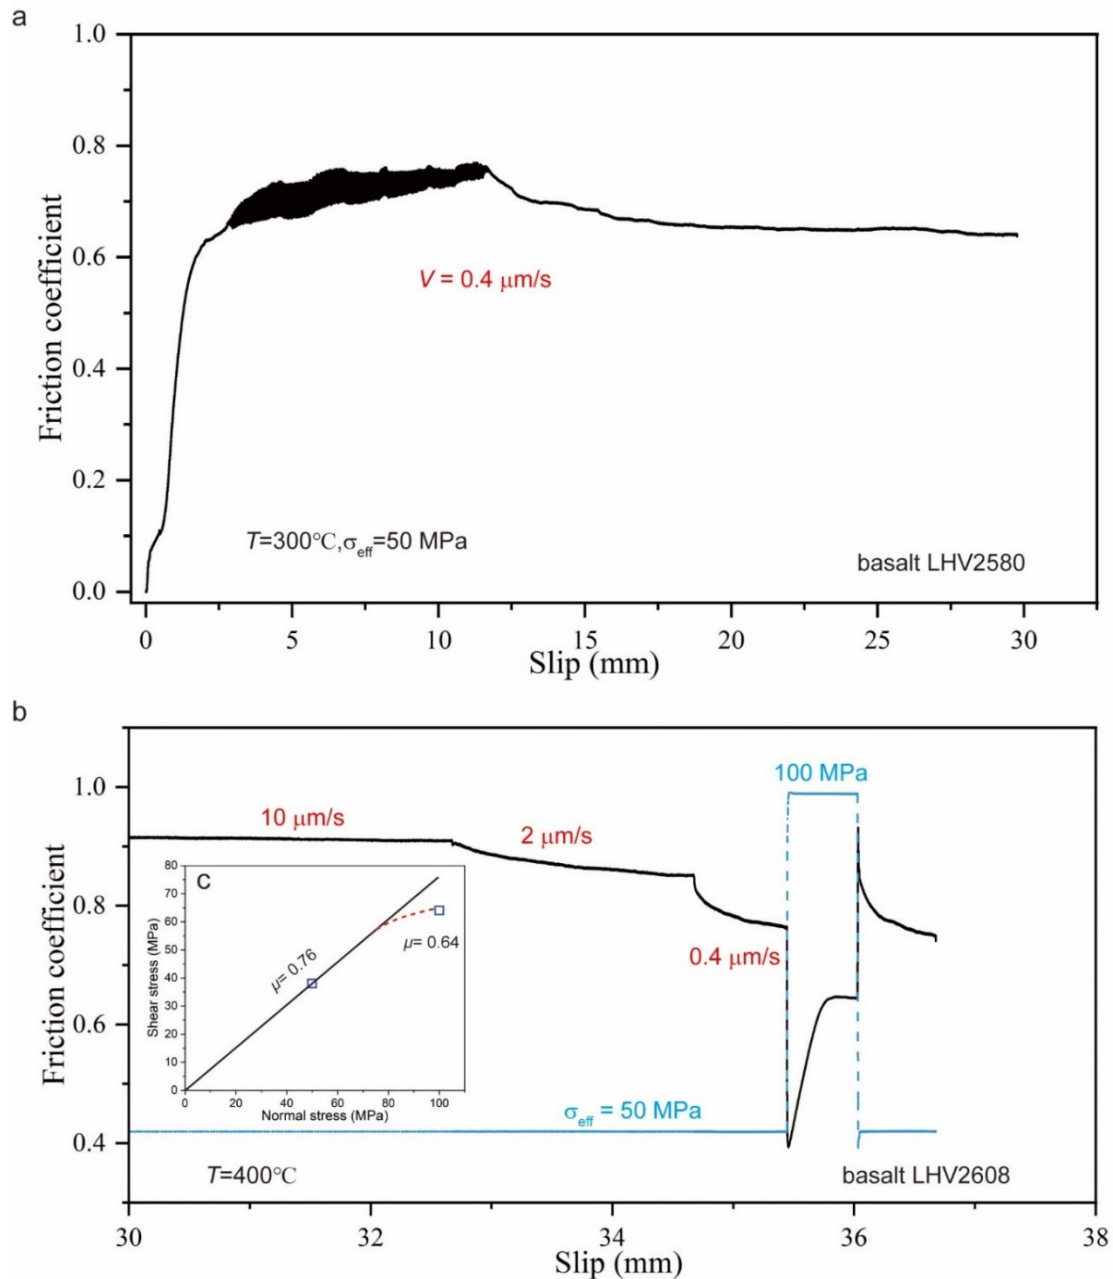 a
1.0
0.8
0.6
0.4
0.2
0.0
Friction coefficient
V = 0.4 μm/s
T=300℃,σeff=50 MPa
basalt LHV2580
0 5 10 15 20 25 30
Slip (mm)
b
1.0
0.8
0.6
0.4
Friction coefficient
10 μm/s
2 μm/s
100 MPa
0.4 μm/s
C
80
70
60
50
40
30
20
10
0
Shear stress (MPa)
μ= 0.76
μ= 0.64
0 20 40 60 80 100
Normal stress (MPa)
σeff = 50 MPa
T=400℃
basalt LHV2608
30 32 34 36 38
Slip (mm)